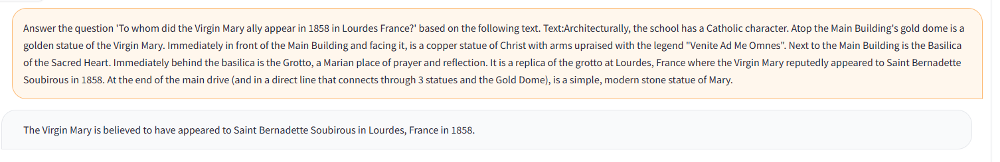 Answer the question 'To whom did the Virgin Mary ally appear in 1858 in Lourdes France?' based on the following text. Text:Architecturally, the school has a Catholic character. Atop the Main Building's gold dome is a
golden statue of the Virgin Mary. Immediately in front of the Main Building and facing it, is a copper statue of Christ with arms upraised with the legend "Venite Ad Me Omnes". Next to the Main Building is the Basilica
of the Sacred Heart. Immediately behind the basilica is the Grotto, a Marian place of prayer and reflection. It is a replica of the grotto at Lourdes, France where the Virgin Mary reputedly appeared to Saint Bernadette
Soubirous in 1858. At the end of the main drive (and in a direct line that connects through 3 statues and the Gold Dome), is a simple, modern stone statue of Mary.
The Virgin Mary is believed to have appeared to Saint Bernadette Soubirous in Lourdes, France in 1858.